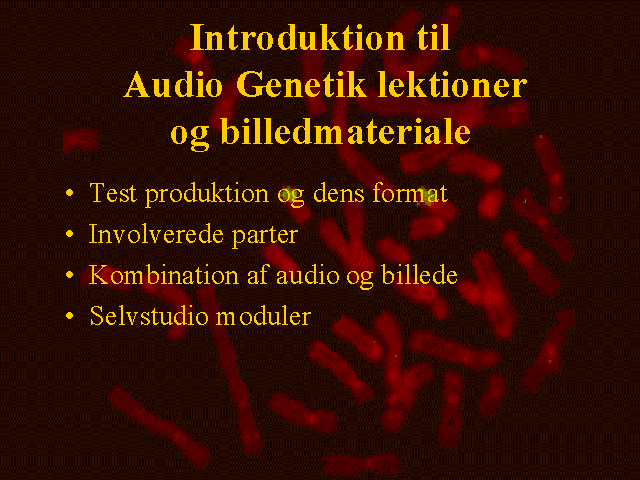 Introduktion til
Audio Genetik lektioner
og billedmateriale
• Test produktion og dens format
• Involverede parter
• Kombination af audio og billede
• Selvstudio moduler